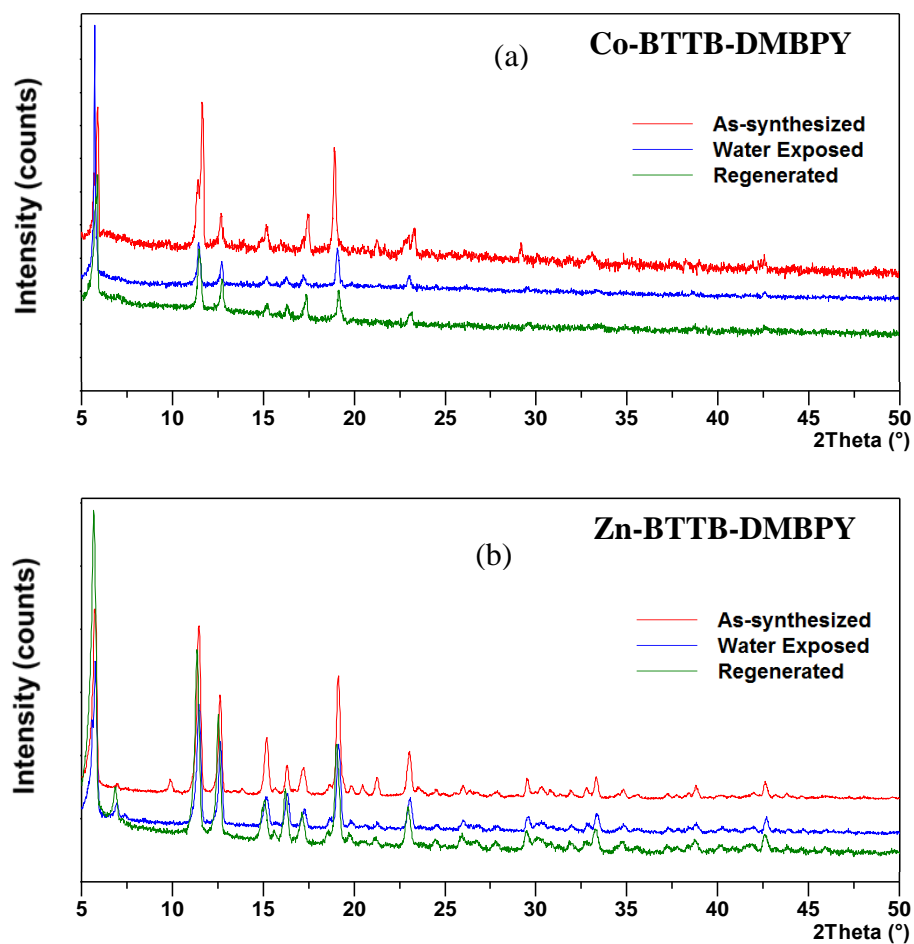 (a) Co-BTTB-DMBPY
Intensity (counts)
As-synthesized
Water Exposed
Regenerated
5 10 15 20 25 30 35 40 45 50
2Theta (°)
(b) Zn-BTTB-DMBPY
Intensity (counts)
As-synthesized
Water Exposed
Regenerated
5 10 15 20 25 30 35 40 45 50
2Theta (°)